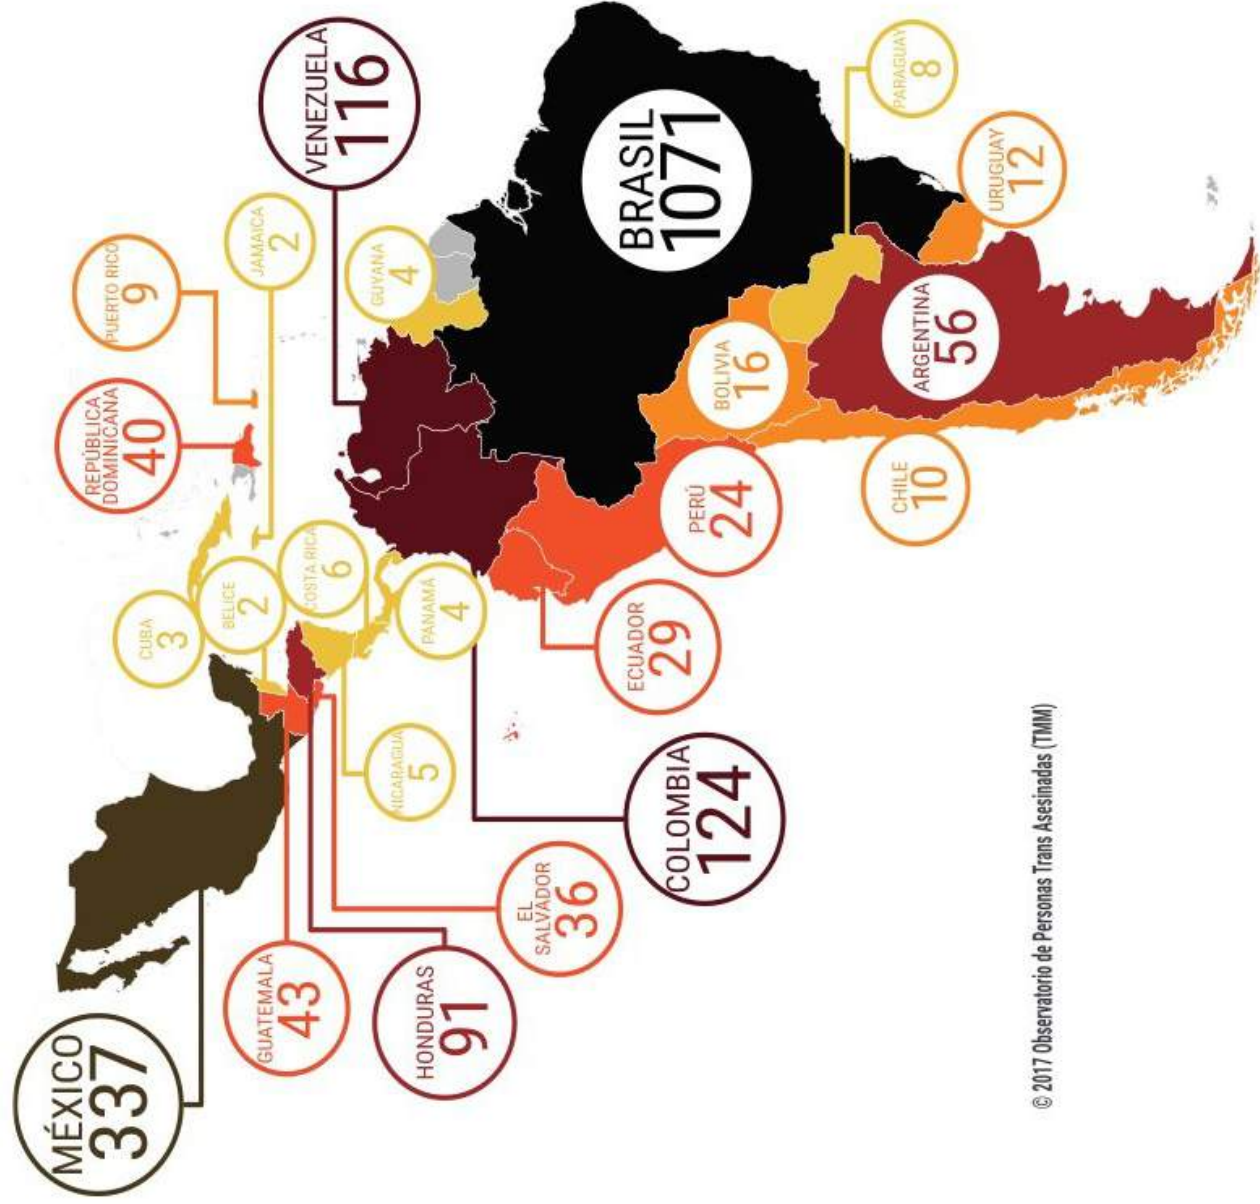 MÉXICO
337
GUATEMALA
43
HONDURAS
91
EL
SALVADOR
36
NICARAGUA
5
COLOMBIA
124
CUBA
3
BELICE
2
COSTA RICA
6
PANAMÁ
4
ECUADOR
29
REPÚBLICA
DOMINICANA
40
PUERTO RICO
9
JAMAICA
2
VENEZUELA
116
GUYANA
4
BRASIL
1071
PERÚ
24
BOLIVIA
16
CHILE
10
ARGENTINA
56
PARAGUAY
8
URUGUAY
12
© 2017 Observatorio de Personas Trans Asesinadas (TMM)